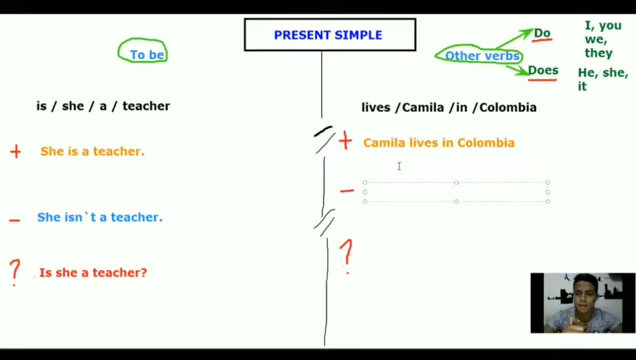 PRESENT SIMPLE
To be
Other verbs
Do
I, you
we,
they
Does
He, she,
it
is / she / a / teacher
+ She is a teacher.
- She isn`t a teacher.
? Is she a teacher?
lives /Camila /in /Colombia
+ Camila lives in Colombia
-
?